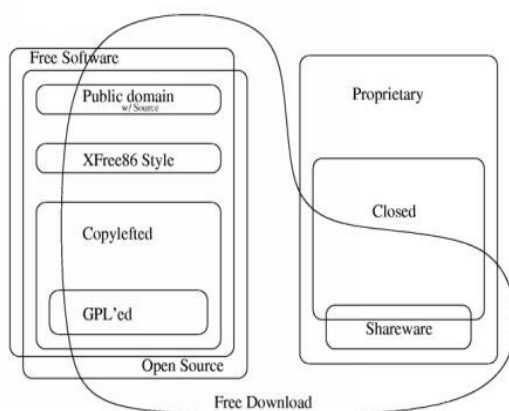 Free Software
Public domain
w/ Source
XFree86 Style
Copylefted
GPL'ed
Open Source
Proprietary
Closed
Shareware
Free Download